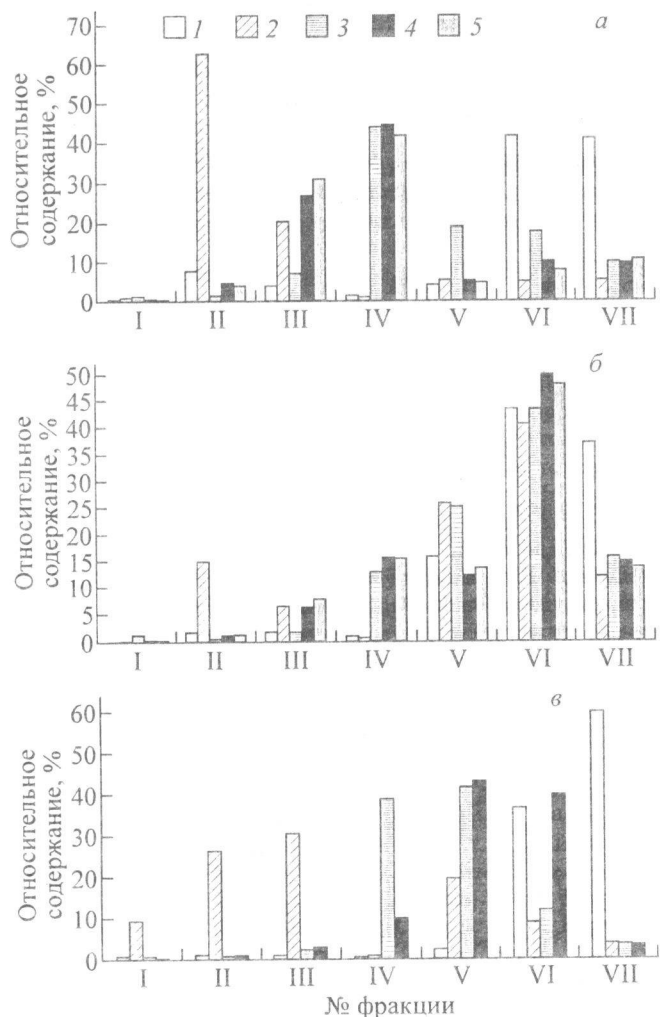 70
60
50
40
30
20
10
0
Относительное
содержание, %
1 2 3 4 5
а
I II III IV V VI VII
50
45
40
35
30
25
20
15
10
5
0
Относительное
содержание, %
б
I II III IV V VI VII
60
50
40
30
20
10
0
Относительное
содержание, %
в
I II III IV V VI VII
№ фракции